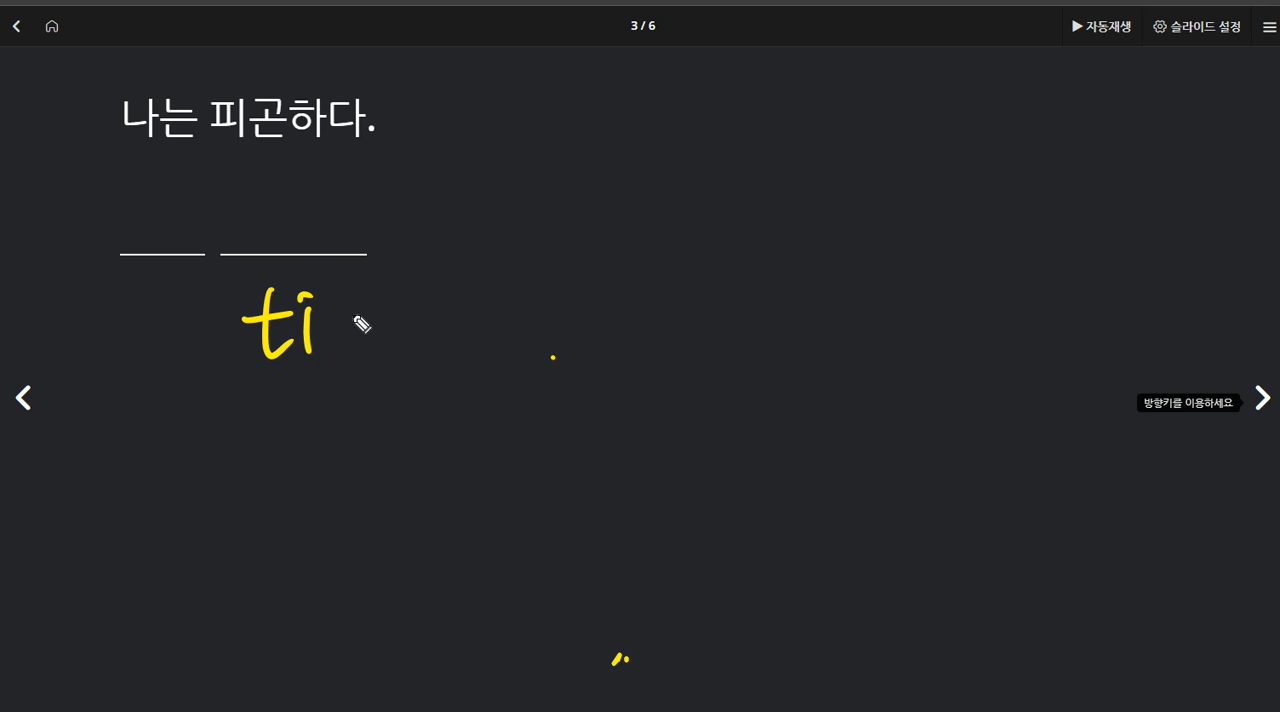 3 / 6
▶ 자동재생
슬라이드 설정
나는 피곤하다.
ti
방향키를 이용하세요